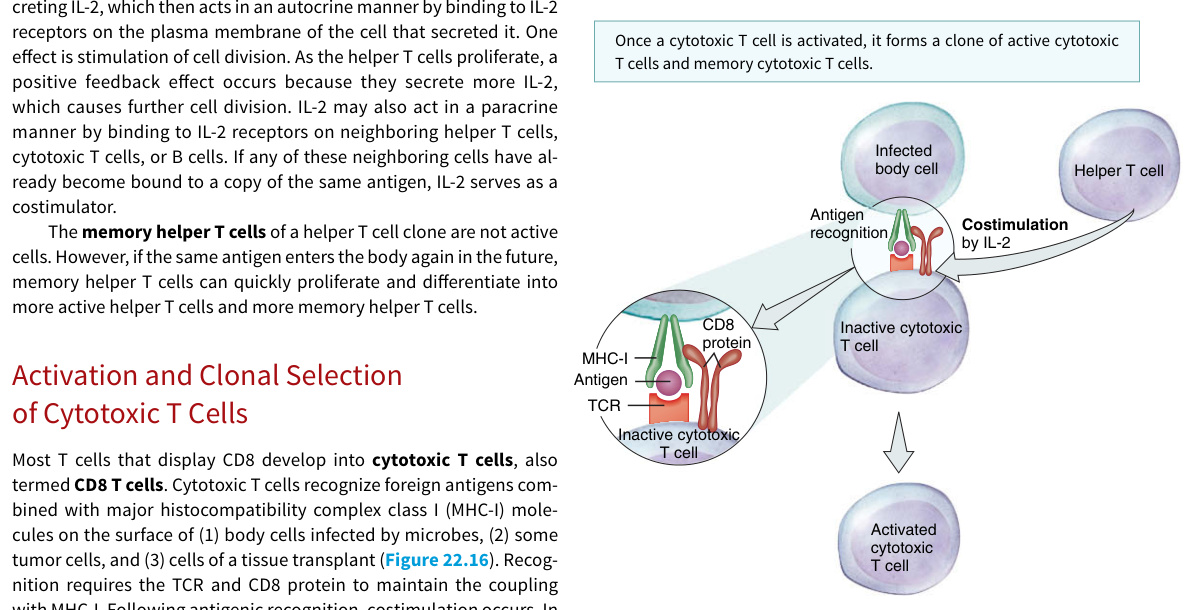 creting IL-2, which then acts in an autocrine manner by binding to IL-2
receptors on the plasma membrane of the cell that secreted it. One
effect is stimulation of cell division. As the helper T cells proliferate, a
positive feedback effect occurs because they secrete more IL-2,
which causes further cell division. IL-2 may also act in a paracrine
manner by binding to IL-2 receptors on neighboring helper T cells,
cytotoxic T cells, or B cells. If any of these neighboring cells have al-
ready become bound to a copy of the same antigen, IL-2 serves as a
costimulator.
The memory helper T cells of a helper T cell clone are not active
cells. However, if the same antigen enters the body again in the future,
memory helper T cells can quickly proliferate and differentiate into
more active helper T cells and more memory helper T cells.
Activation and Clonal Selection
of Cytotoxic T Cells
Most T cells that display CD8 develop into cytotoxic T cells, also
termed CD8 T cells. Cytotoxic T cells recognize foreign antigens com-
bined with major histocompatibility complex class I (MHC-I) mole-
cules on the surface of (1) body cells infected by microbes, (2) some
tumor cells, and (3) cells of a tissue transplant (Figure 22.16). Recog-
nition requires the TCR and CD8 protein to maintain the coupling
with MHC-I. Following antigenic recognition, costimulation occurs. In
Once a cytotoxic T cell is activated, it forms a clone of active cytotoxic
T cells and memory cytotoxic T cells.
Infected
body cell
Helper T cell
Antigen
recognition
Costimulation
by IL-2
Inactive cytotoxic
T cell
CD8
protein
MHC-I
Antigen
TCR
Inactive cytotoxic
T cell
Activated
cytotoxic
T cell